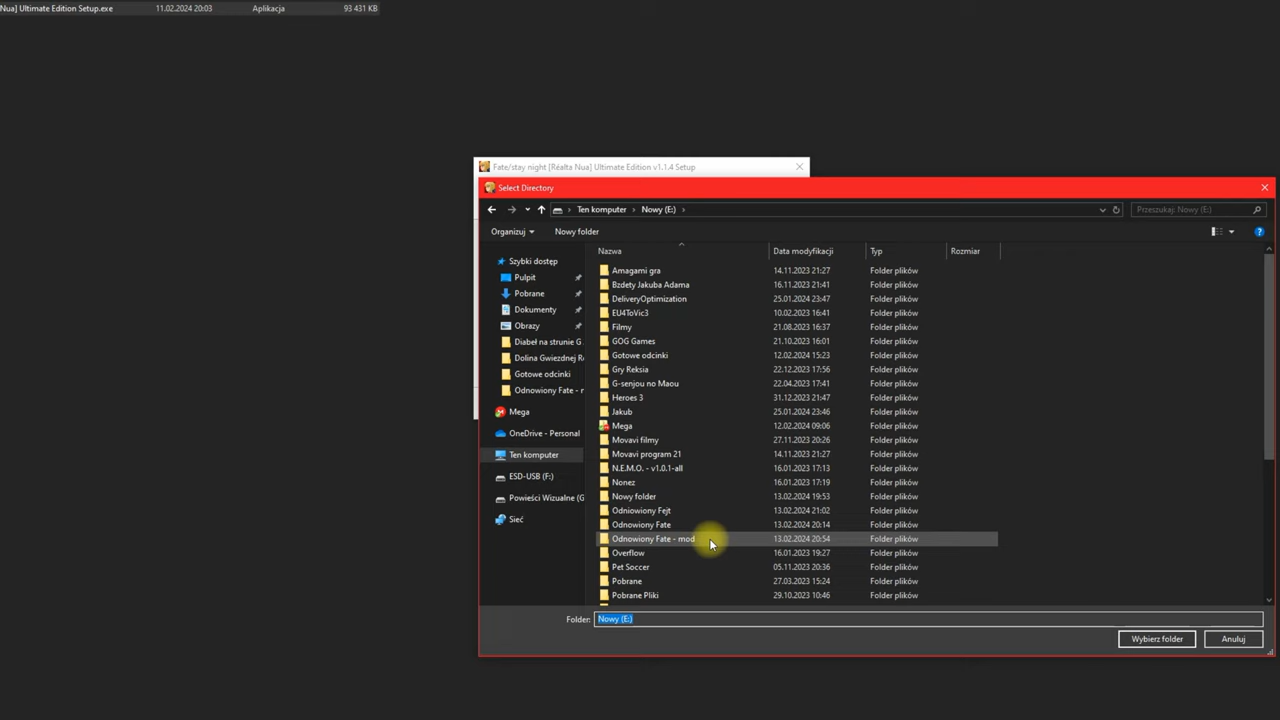 Nua] Ultimate Edition Setup.exe 11.02.2024 20:03 Aplikacja 93 431 KB
Fate/stay night [Réalta Nua] Ultimate Edition v1.1.4 Setup
Select Directory
Ten komputer Nowy (E:) Przeszukaj: Nowy (E:)
Organizuj Nowy folder
Nazwa Data modyfikacji Typ Rozmiar
Szybki dostęp
Pulpit
Pobrane
Dokumenty
Obrazy
Diabeł na strunie G
Dolina Gwiezdnej R
Gotowe odcinki
Odnowiony Fate - r
Mega
OneDrive - Personal
Ten komputer
ESD-USB (F:)
Powieści Wizualne (G
Sieć
Amagami gra 14.11.2023 21:27 Folder plików
Bzdety Jakuba Adama 16.11.2023 21:41 Folder plików
DeliveryOptimization 25.01.2024 23:47 Folder plików
EU4ToVic3 10.02.2023 16:41 Folder plików
Filmy 21.08.2023 16:37 Folder plików
GOG Games 21.10.2023 16:01 Folder plików
Gotowe odcinki 12.02.2024 15:23 Folder plików
Gry Reksia 22.12.2023 17:56 Folder plików
G-senjou no Maou 22.04.2023 17:41 Folder plików
Heroes 3 31.12.2023 21:47 Folder plików
Jakub 25.01.2024 23:46 Folder plików
Mega 12.02.2024 09:06 Folder plików
Movavi filmy 27.11.2023 20:26 Folder plików
Movavi program 21 14.11.2023 21:27 Folder plików
N.E.M.O. - v1.0.1-all 16.01.2023 17:13 Folder plików
Nonez 16.01.2023 17:19 Folder plików
Nowy folder 13.02.2024 19:53 Folder plików
Odniowiony Fejt 13.02.2024 21:02 Folder plików
Odnowiony Fate 13.02.2024 20:14 Folder plików
Odnowiony Fate - mod 13.02.2024 20:54 Folder plików
Overflow 16.01.2023 19:27 Folder plików
Pet Soccer 05.11.2023 20:36 Folder plików
Pobrane 27.03.2023 15:24 Folder plików
Pobrane Pliki 29.10.2023 10:46 Folder plików
Folder: Nowy (E:)
Wybierz folder Anuluj